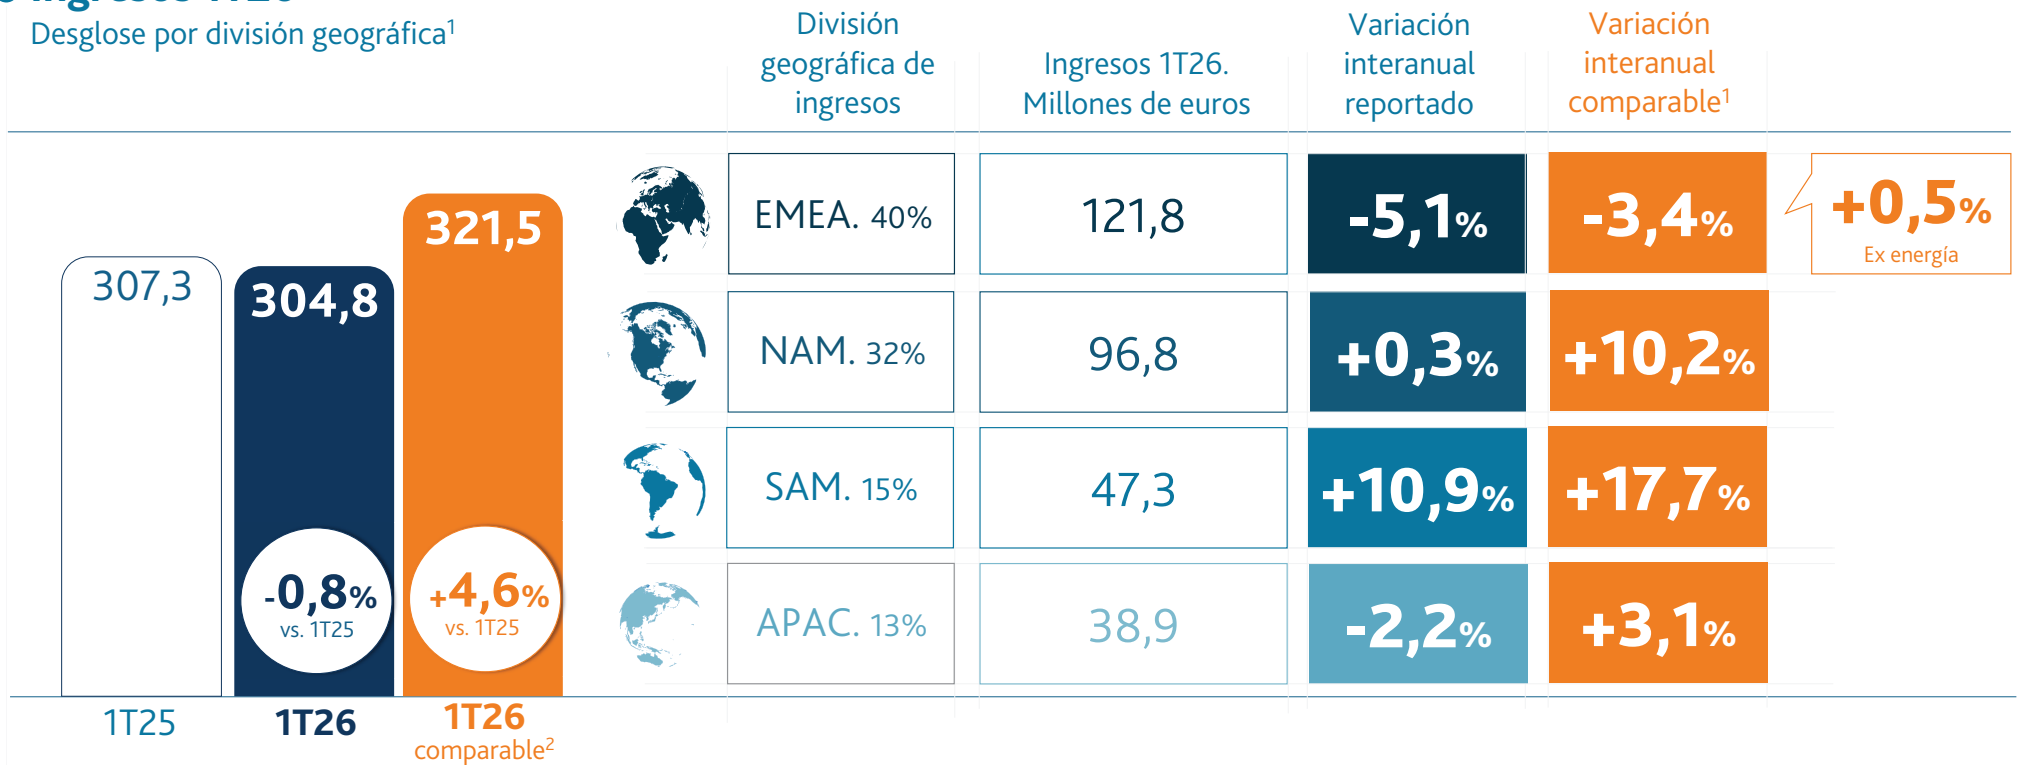 Desglose por división geográfica¹
División
geográfica de
ingresos
Ingresos 1T26.
Millones de euros
Variación
interanual
reportado
Variación
interanual
comparable¹
307,3
304,8
321,5
-0,8%
vs. 1T25
+4,6%
vs. 1T25
1T25
1T26
1T26
comparable²
EMEA. 40%
121,8
-5,1%
-3,4%
+0,5%
Ex energía
NAM. 32%
96,8
+0,3%
+10,2%
SAM. 15%
47,3
+10,9%
+17,7%
APAC. 13%
38,9
-2,2%
+3,1%